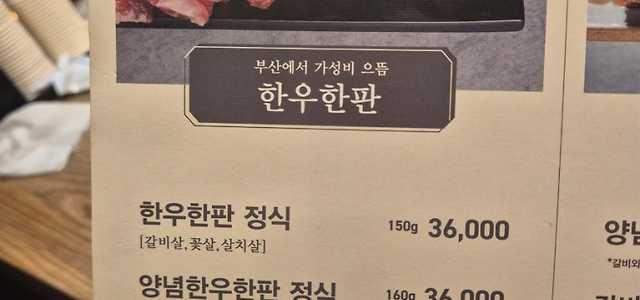 부산에서 가성비 으뜸
한우한판
한우한판 정식 150g 36,000
[갈비살,꽃살,살치살]
양념한우한판 정식 160g 36,000
양념
*갈비와